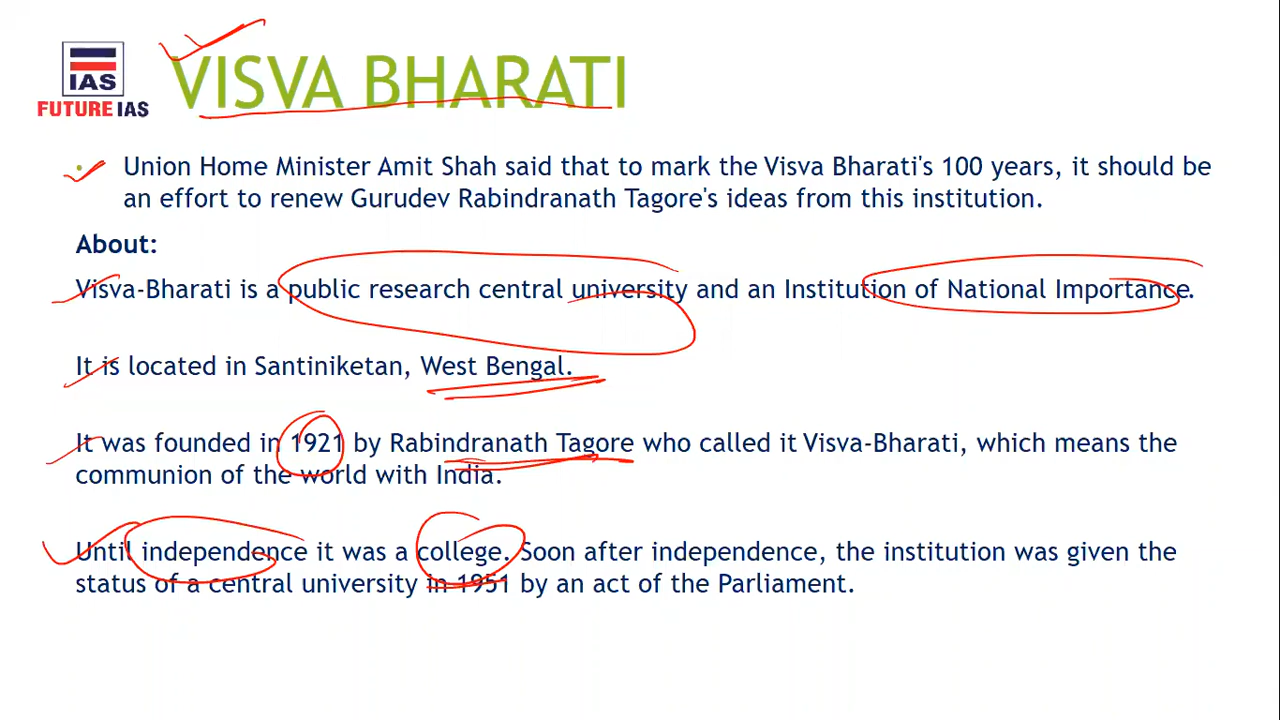 IAS
FUTURE IAS
VISVA BHARATI
• Union Home Minister Amit Shah said that to mark the Visva Bharati's 100 years, it should be
an effort to renew Gurudev Rabindranath Tagore's ideas from this institution.
About:
Visva-Bharati is a public research central university and an Institution of National Importance.
It is located in Santiniketan, West Bengal.
It was founded in 1921 by Rabindranath Tagore who called it Visva-Bharati, which means the
communion of the world with India.
Until independence it was a college. Soon after independence, the institution was given the
status of a central university in 1951 by an act of the Parliament.